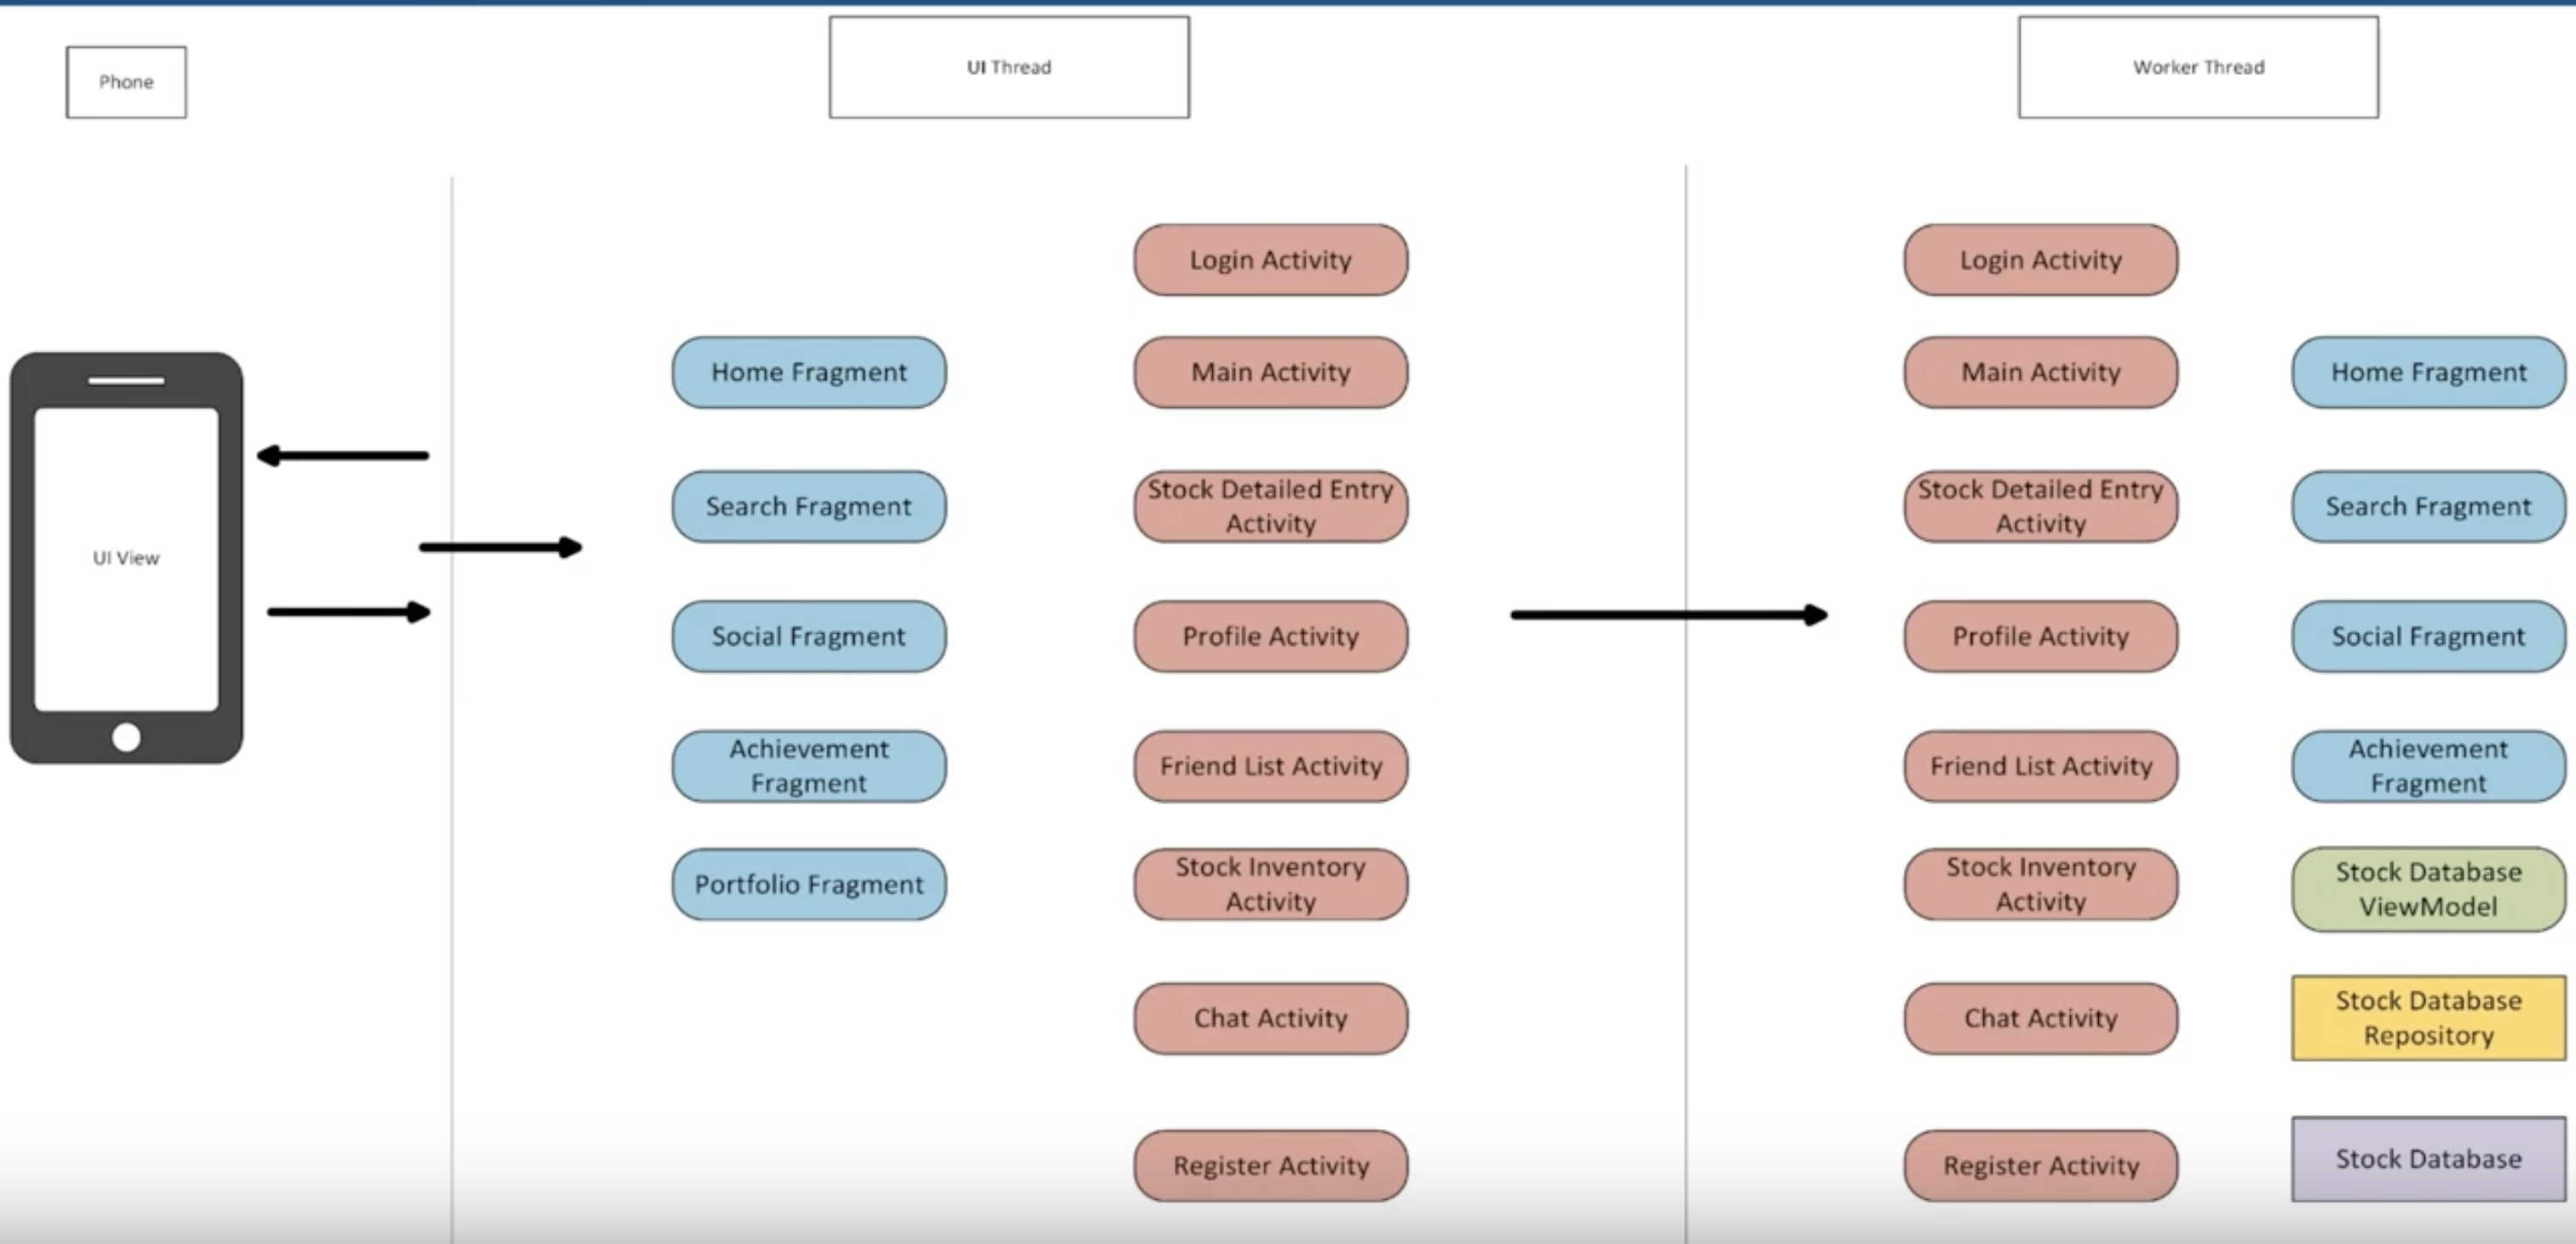 Phone
UI Thread
Worker Thread
UI View
Home Fragment
Search Fragment
Social Fragment
Achievement
Fragment
Portfolio Fragment
Login Activity
Main Activity
Stock Detailed Entry
Activity
Profile Activity
Friend List Activity
Stock Inventory
Activity
Chat Activity
Register Activity
Login Activity
Main Activity
Stock Detailed Entry
Activity
Profile Activity
Friend List Activity
Stock Inventory
Activity
Chat Activity
Register Activity
Home Fragment
Search Fragment
Social Fragment
Achievement
Fragment
Stock Database
ViewModel
Stock Database
Repository
Stock Database